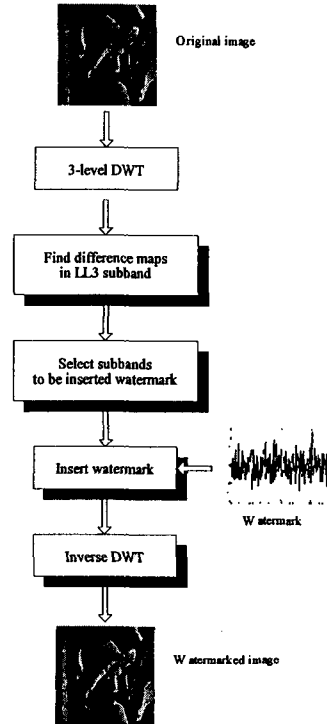 Original image
3-level DWT
Find difference maps
in LL3 subband
Select subbands
to be inserted watermark
Insert watermark
W atermark
Inverse DWT
W atermarked image